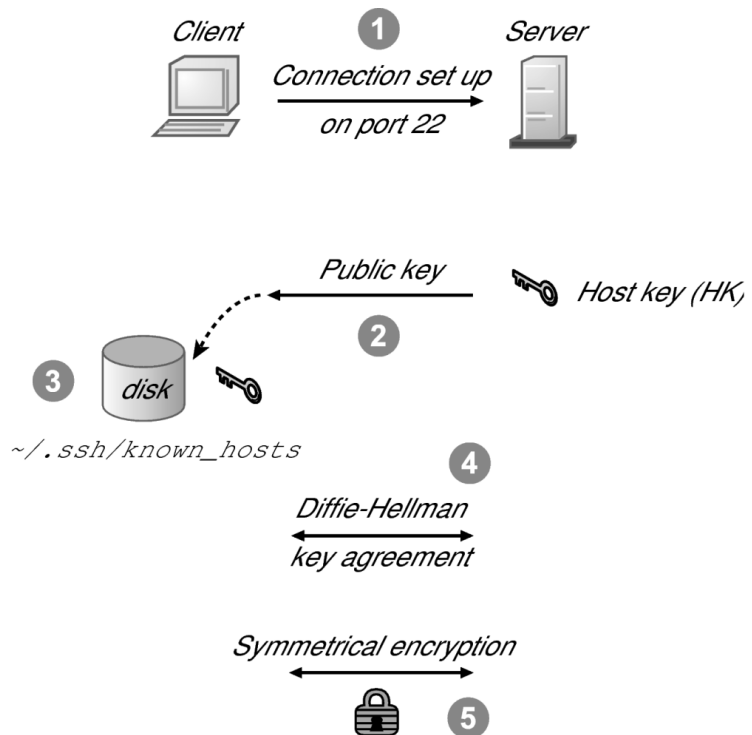 Client
1
Server
Connection set up
on port 22
Public key
Host key (HK)
2
3
disk
~/.ssh/known_hosts
4
Diffie-Hellman
key agreement
Symmetrical encryption
5